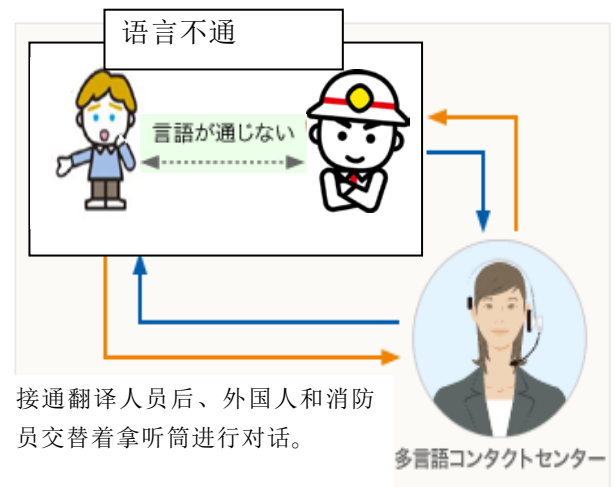 语言不通
言語が通じない
接通翻译人员后、外国人和消防
员交替着拿听筒进行对话。
多言語コンタクトセンター